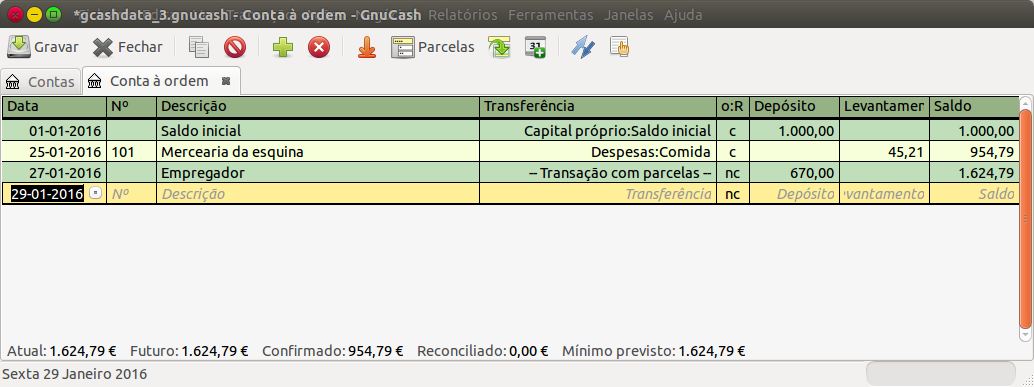 *gcashdata_3.gnucash - Conta à ordem - GnuCash Relatórios Ferramentas Janelas Ajuda
Gravar Fechar Parcelas 31
Contas Conta à ordem
Data Nº Descrição Transferência o:R Depósito Levantamen Saldo
01-01-2016 Saldo inicial Capital próprio:Saldo inicial c 1.000,00 1.000,00
25-01-2016 101 Mercearia da esquina Despesas:Comida c 45,21 954,79
27-01-2016 Empregador -- Transação com parcelas -- nc 670,00 1.624,79
29-01-2016 Nº Descrição Transferência nc Depósito evantamento Saldo
Atual: 1.624,79 € Futuro: 1.624,79 € Confirmado: 954,79 € Reconciliado: 0,00 € Mínimo previsto: 1.624,79 €
Sexta 29 Janeiro 2016